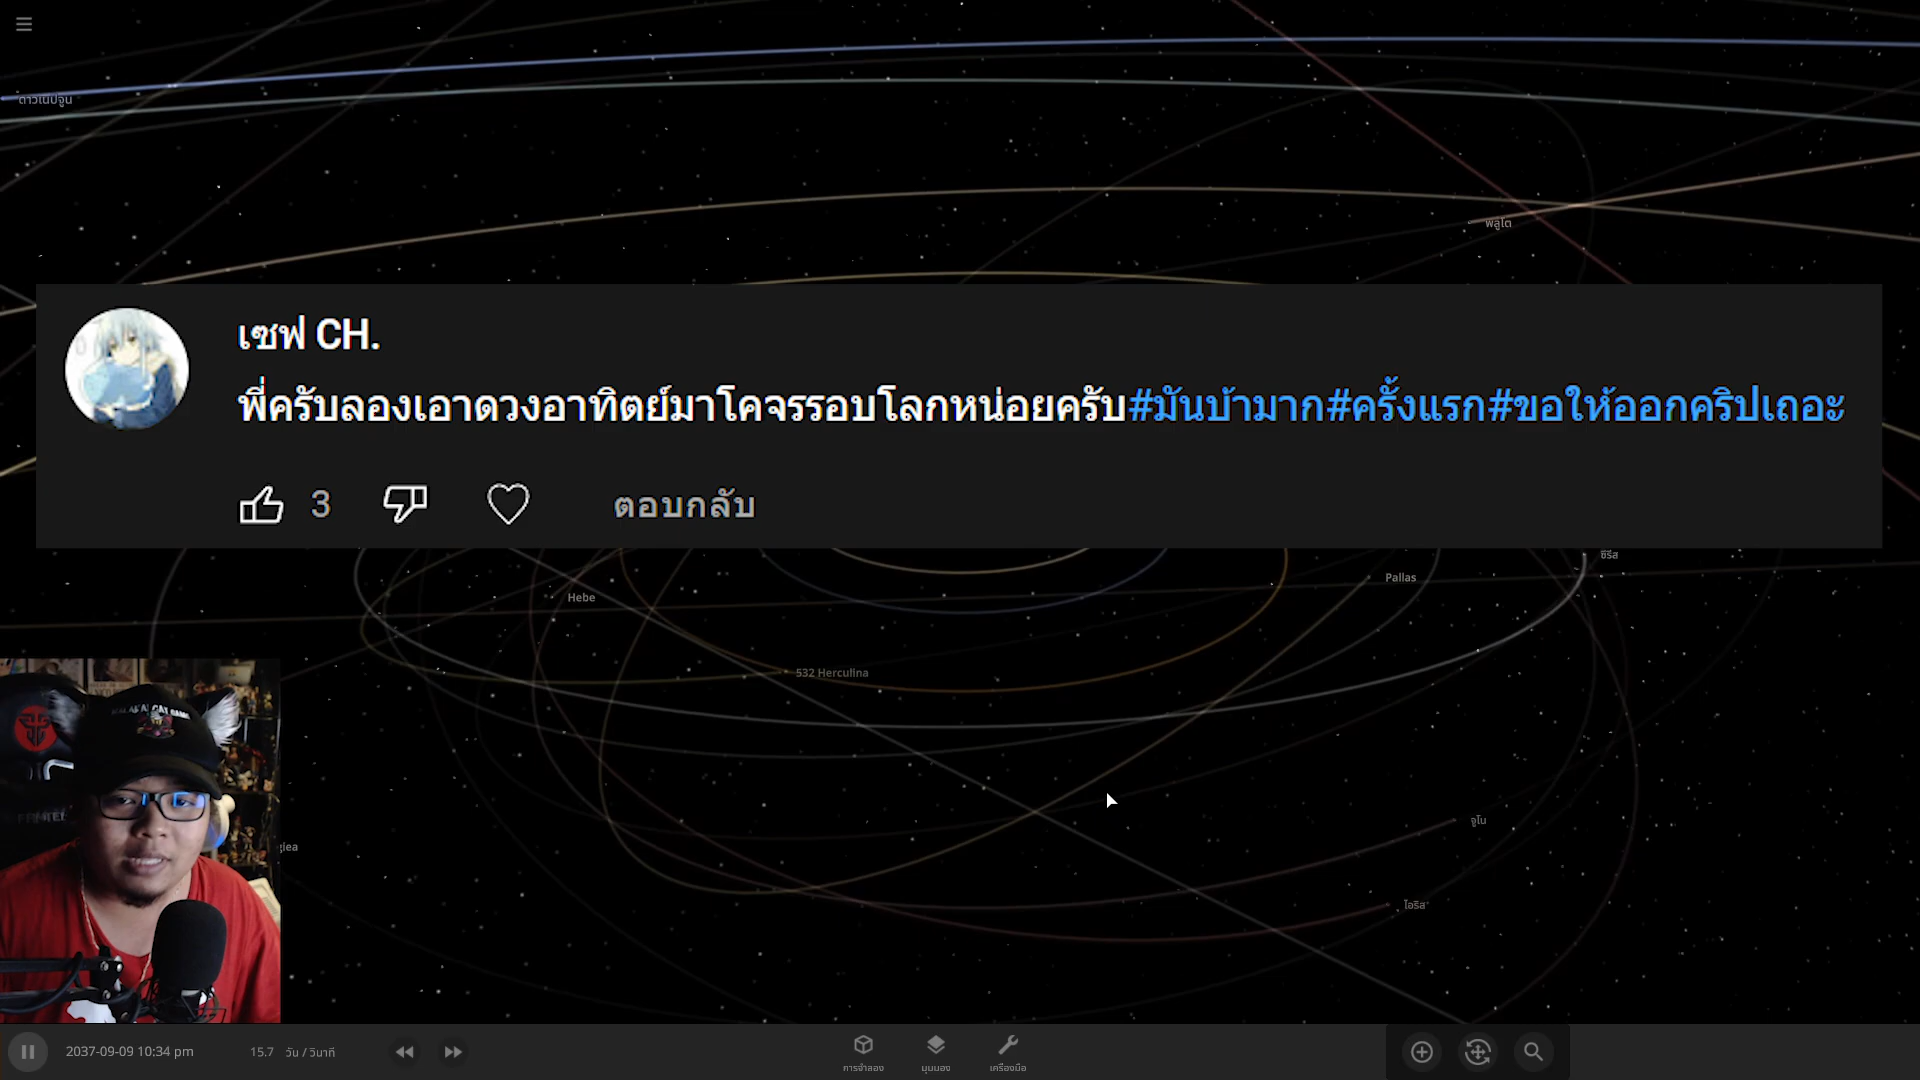 ดาวเนปจูน
พลูโต
เซฟ CH.
พี่ครับลองเอาดวงอาทิตย์มาโคจรรอบโลกหน่อยครับ#มันบ้ามาก#ครั้งแรก#ขอให้ออกคริปเถอะ
3
ตอบกลับ
ซีรีส
Pallas
Hebe
532 Herculina
จูโน
giea
ไอริส
2037-09-09 10:34 pm
15.7 วัน / วินาที
การจำลอง
มุมมอง
เครื่องมือ